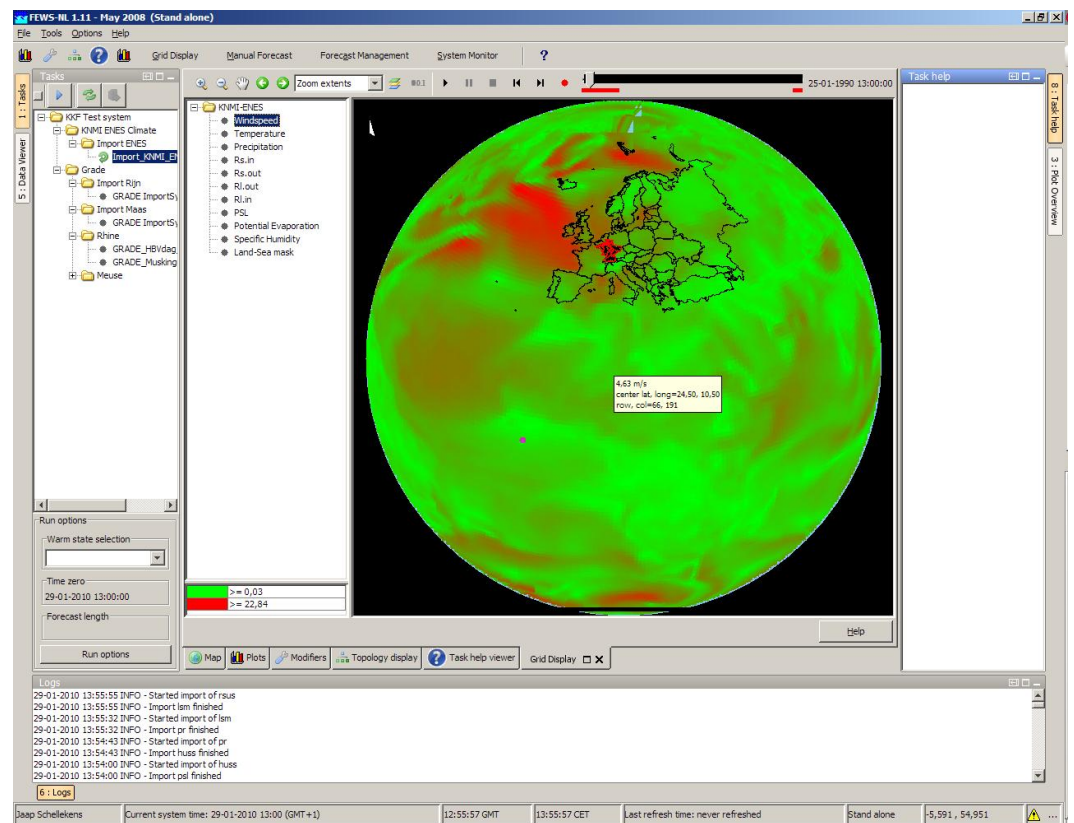 FEWS-NL 1.11 - May 2008 (Stand alone)
File Tools Options Help
Grid Display Manual Forecast Forecast Management System Monitor ?
1 : Tasks
5 : Data Viewer
Tasks
KKF Test system
KNMI ENES Climate
Import ENES
Import_KNMI_EN
Grade
Import Rijn
GRADE ImportSy
Import Maas
GRADE ImportSy
Rhine
GRADE_HBVdag
GRADE_Musking
Meuse
Run options
Warm state selection
Time zero
29-01-2010 13:00:00
Forecast length
Run options
Zoom extents
25-01-1990 13:00:00
KNMI-ENES
Windspeed
Temperature
Precipitation
Rs.in
Rs.out
Rl.out
Rl.in
PSL
Potential Evaporation
Specific Humidity
Land-Sea mask
>= 0,03
>= 22,84
4,63 m/s
center lat, long=24,50, 10,50
row, col=66, 191
Help
Map Plots Modifiers Topology display Task help viewer Grid Display
Task help
8 : Task help
3 : Plot Overview
Logs
29-01-2010 13:55:55 INFO - Started import of rsus
29-01-2010 13:55:55 INFO - Import lsm finished
29-01-2010 13:55:32 INFO - Started import of lsm
29-01-2010 13:55:32 INFO - Import pr finished
29-01-2010 13:54:43 INFO - Started import of pr
29-01-2010 13:54:43 INFO - Import huss finished
29-01-2010 13:54:00 INFO - Started import of huss
29-01-2010 13:54:00 INFO - Import psl finished
6 : Logs
Jaap Schellekens Current system time: 29-01-2010 13:00 (GMT+1) 12:55:57 GMT 13:55:57 CET Last refresh time: never refreshed Stand alone -5,591 , 54,951 ...